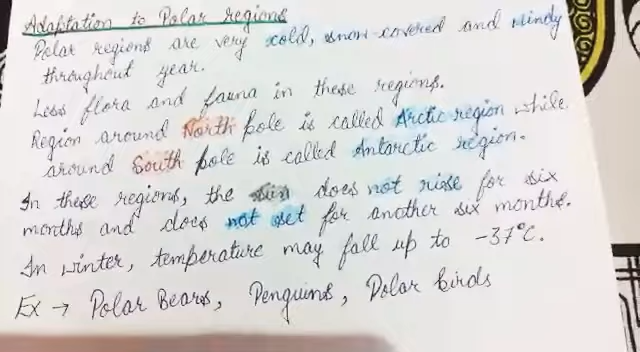 Adaptation to Polar regions
Polar regions are very cold, snow-covered and windy
throughout year.
Less flora and fauna in these regions.
Region around North pole is called Arctic region while
around South pole is called Antarctic region.
In these regions, the sun does not rise for six
months and does not set for another six months.
In winter, temperature may fall up to -37°C.
Ex → Polar Bears, Penguins, Polar birds